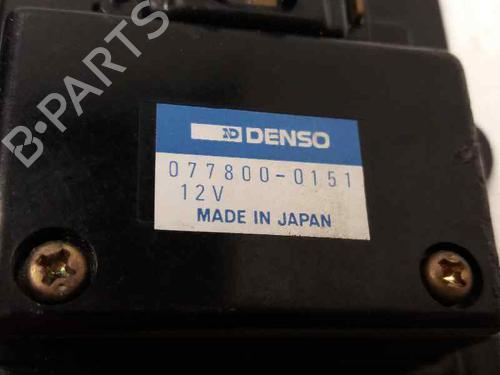 DENSO
077800-0151
12V
MADE IN JAPAN
B-PARTS